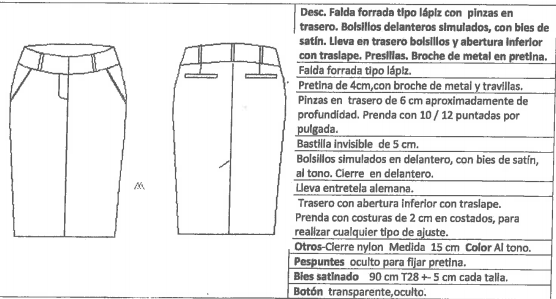 Desc. Falda forrada tipo lápiz con pinzas en
trasero. Bolsillos delanteros simulados, con bies de
satín. Lleva en trasero bolsillos y abertura inferior
con traslape. Presillas. Broche de metal en pretina.
Falda forrada tipo lápiz.
Pretina de 4cm,con broche de metal y travillas.
Pinzas en trasero de 6 cm aproximadamente de
profundidad. Prenda con 10 / 12 puntadas por
pulgada.
Bastilla invisible de 5 cm.
Bolsillos simulados en delantero, con bies de satín,
al tono. Cierre en delantero.
Lleva entretela alemana.
Trasero con abertura inferior con traslape.
Prenda con costuras de 2 cm en costados, para
realizar cualquier tipo de ajuste.
Otros-Cierre nylon Medida 15 cm Color Al tono.
Pespuntes oculto para fijar pretina.
Bies satinado 90 cm T28 +- 5 cm cada talla.
Botón transparente,oculto.